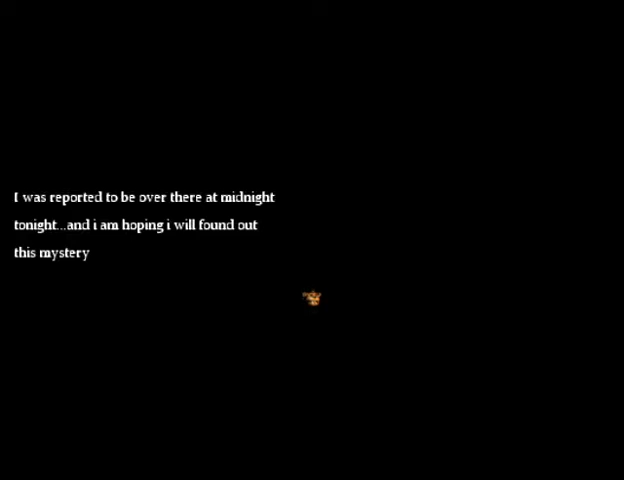 I was reported to be over there at midnight
tonight...and i am hoping i will found out
this mystery